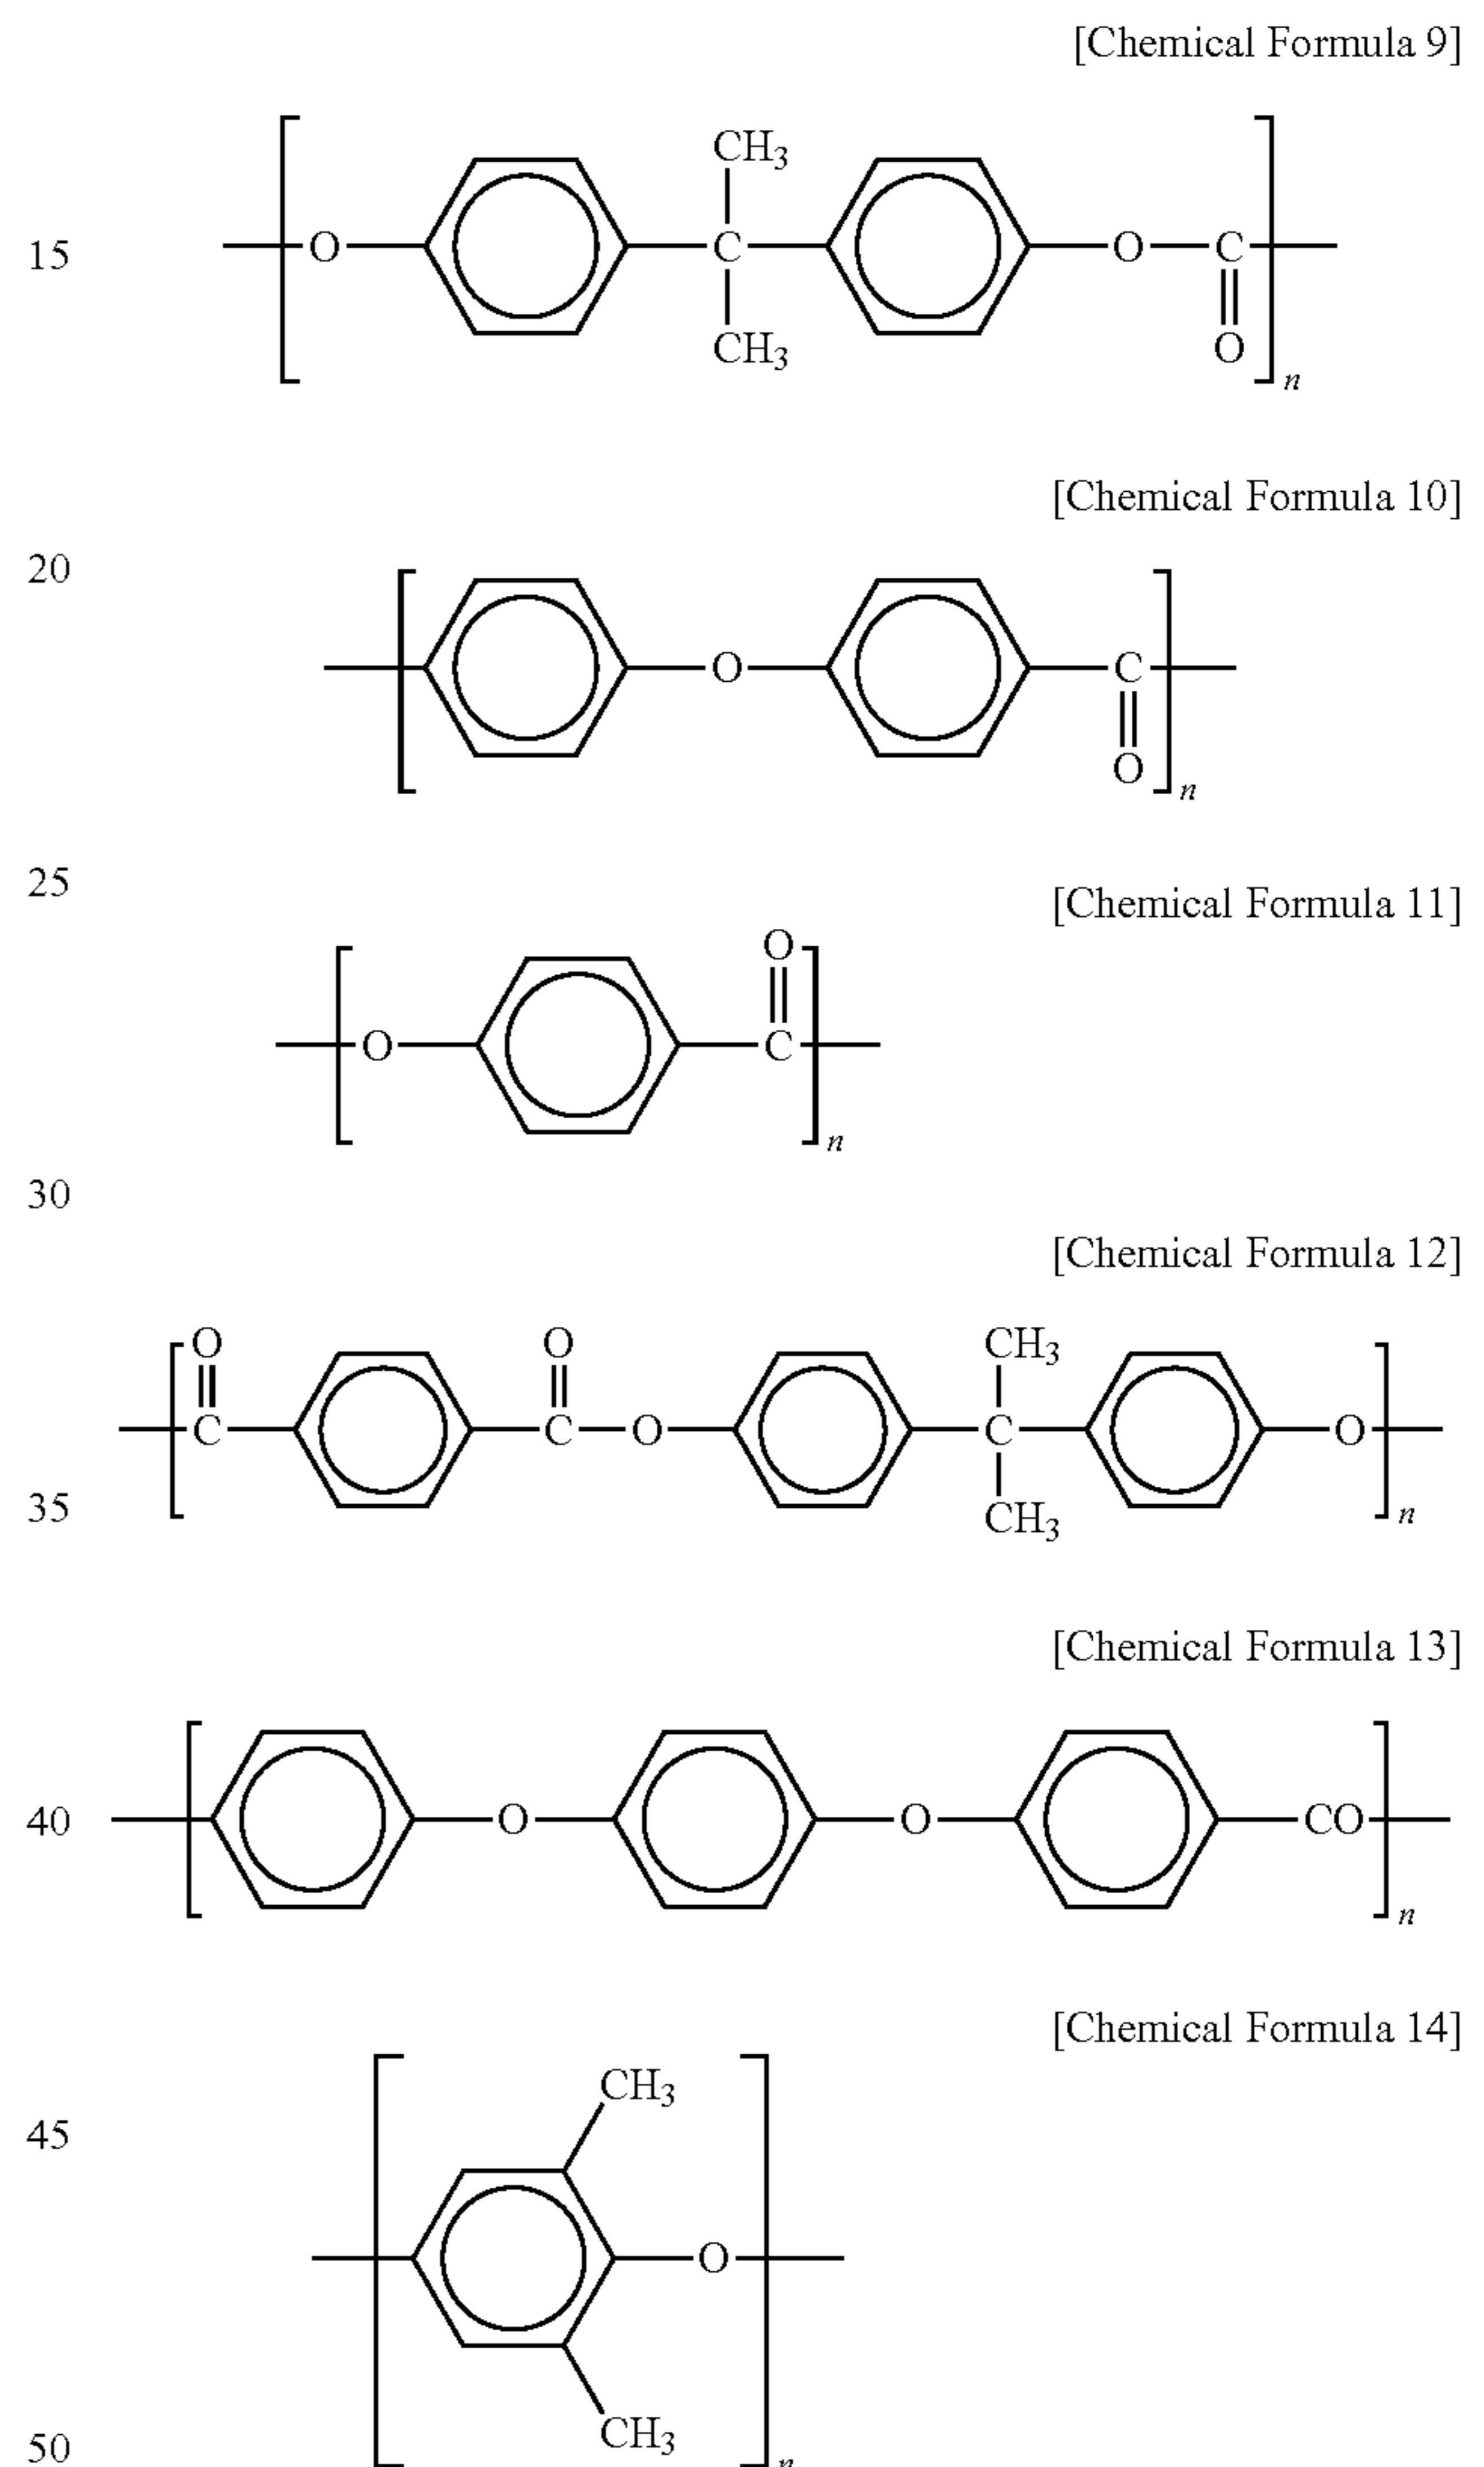 [Chemical Formula 9]
CH3
15 O C O C
CH3 O
n
[Chemical Formula 10]
20
O C
O
n
25
[Chemical Formula 11]
O
O C
n
30
[Chemical Formula 12]
O O CH3
C C O C O
35 CH3 n
[Chemical Formula 13]
40 O O CO
n
[Chemical Formula 14]
CH3
45
O
CH3
50 n